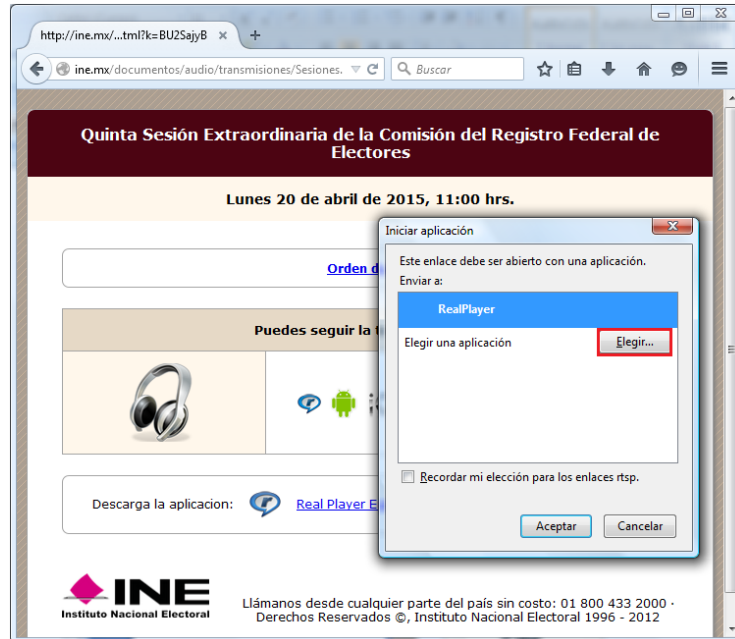 http://ine.mx/...tml?k=BU2SajyB × +
ine.mx/documentos/audio/transmisiones/Sesiones. Buscar
Quinta Sesión Extraordinaria de la Comisión del Registro Federal de
Electores
Lunes 20 de abril de 2015, 11:00 hrs.
Orden d
Puedes seguir la t
Descarga la aplicacion: Real Player E
Iniciar aplicación
Este enlace debe ser abierto con una aplicación.
Enviar a:
RealPlayer
Elegir una aplicación Elegir...
Recordar mi elección para los enlaces rtsp.
Aceptar Cancelar
INE
Instituto Nacional Electoral
Llámanos desde cualquier parte del país sin costo: 01 800 433 2000 ·
Derechos Reservados ©, Instituto Nacional Electoral 1996 - 2012